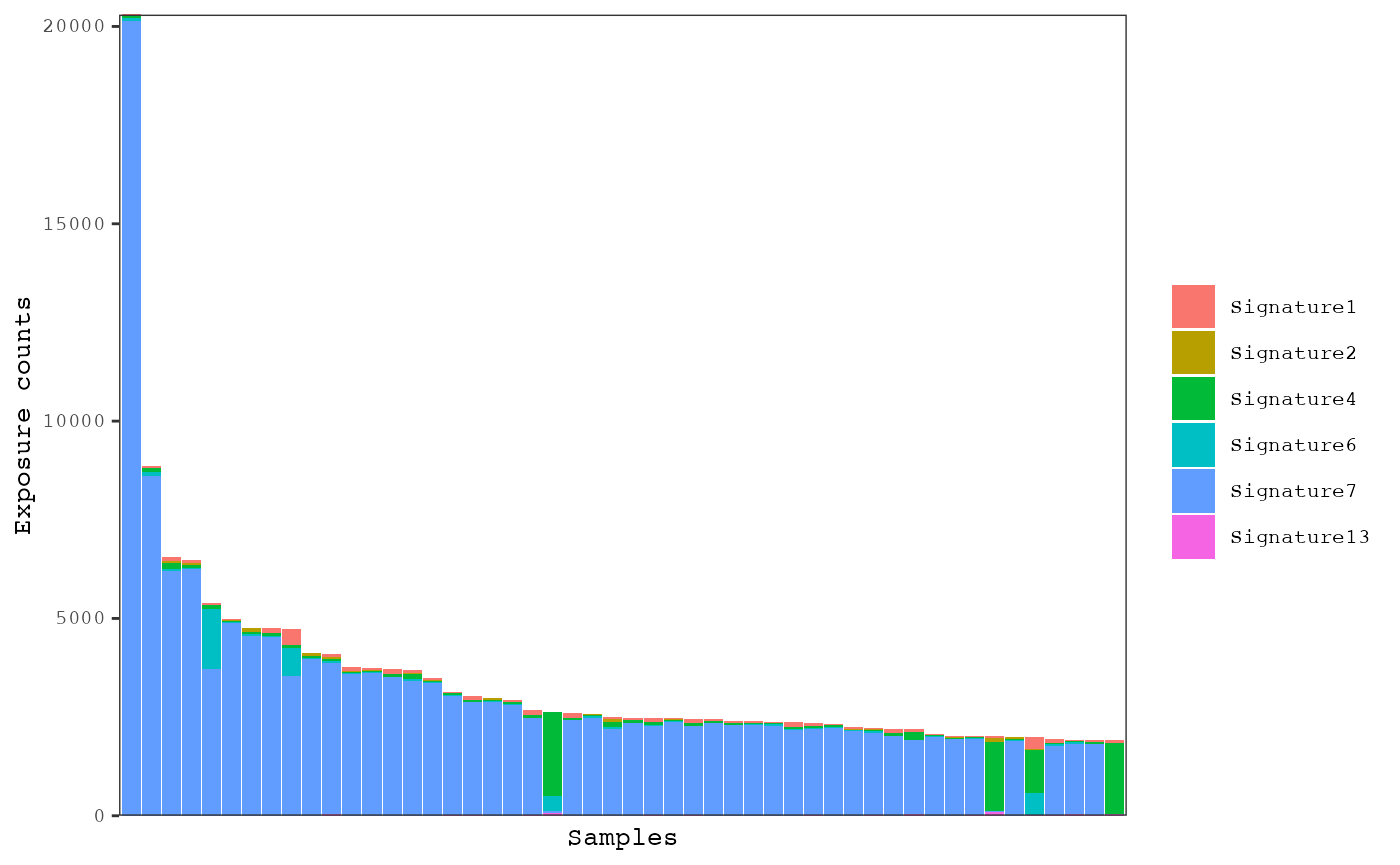 20000
15000
10000
5000
0
Exposure counts
Samples
Signature1
Signature2
Signature4
Signature6
Signature7
Signature13